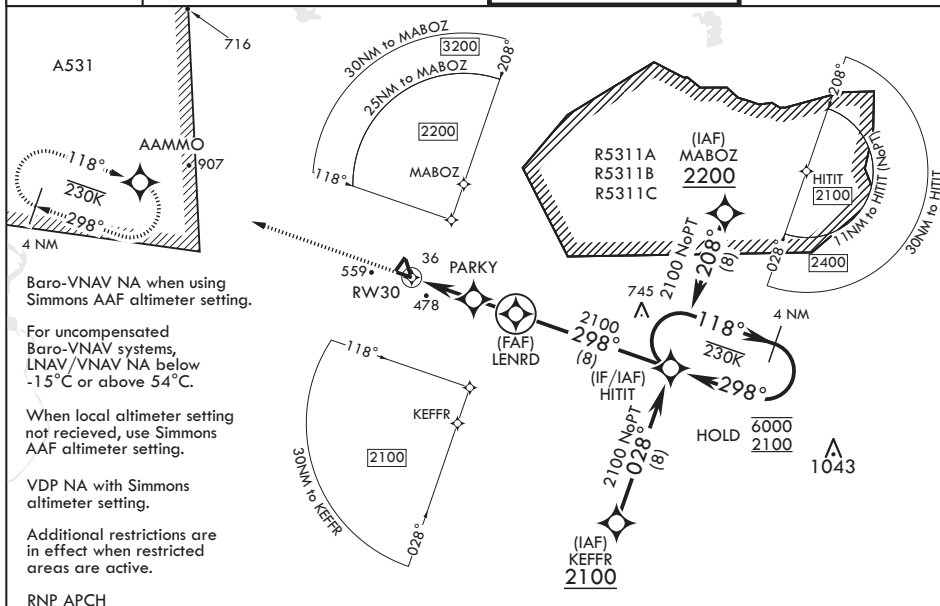 716
A531
AAMMO
907
118°
230K
298°
4 NM
30NM to MABOZ
3200
208°
25NM to MABOZ
2200
MABOZ
118°
R5311A
R5311B
R5311C
(IAF)
MABOZ
2200
208°
HITIT
2100
11NM to HITIT (NoPT)
30NM to HITIT
028°
2400
2100 NoPT
208°
(8)
36
559
RW30
478
PARKY
(FAF)
LENRD
2100
298°
(8)
745
118°
4 NM
230K
298°
(IF/IAF)
HITIT
HOLD
6000
2100
1043
2100 NoPT
028°
(8)
(IAF)
KEFFR
2100
118°
KEFFR
2100
30NM to KEFFR
028°
Baro-VNAV NA when using
Simmons AAF altimeter setting.
For uncompensated
Baro-VNAV systems,
LNAV/VNAV NA below
-15°C or above 54°C.
When local altimeter setting
not recieved, use Simmons
AAF altimeter setting.
VDP NA with Simmons
altimeter setting.
Additional restrictions are
in effect when restricted
areas are active.
RNP APCH